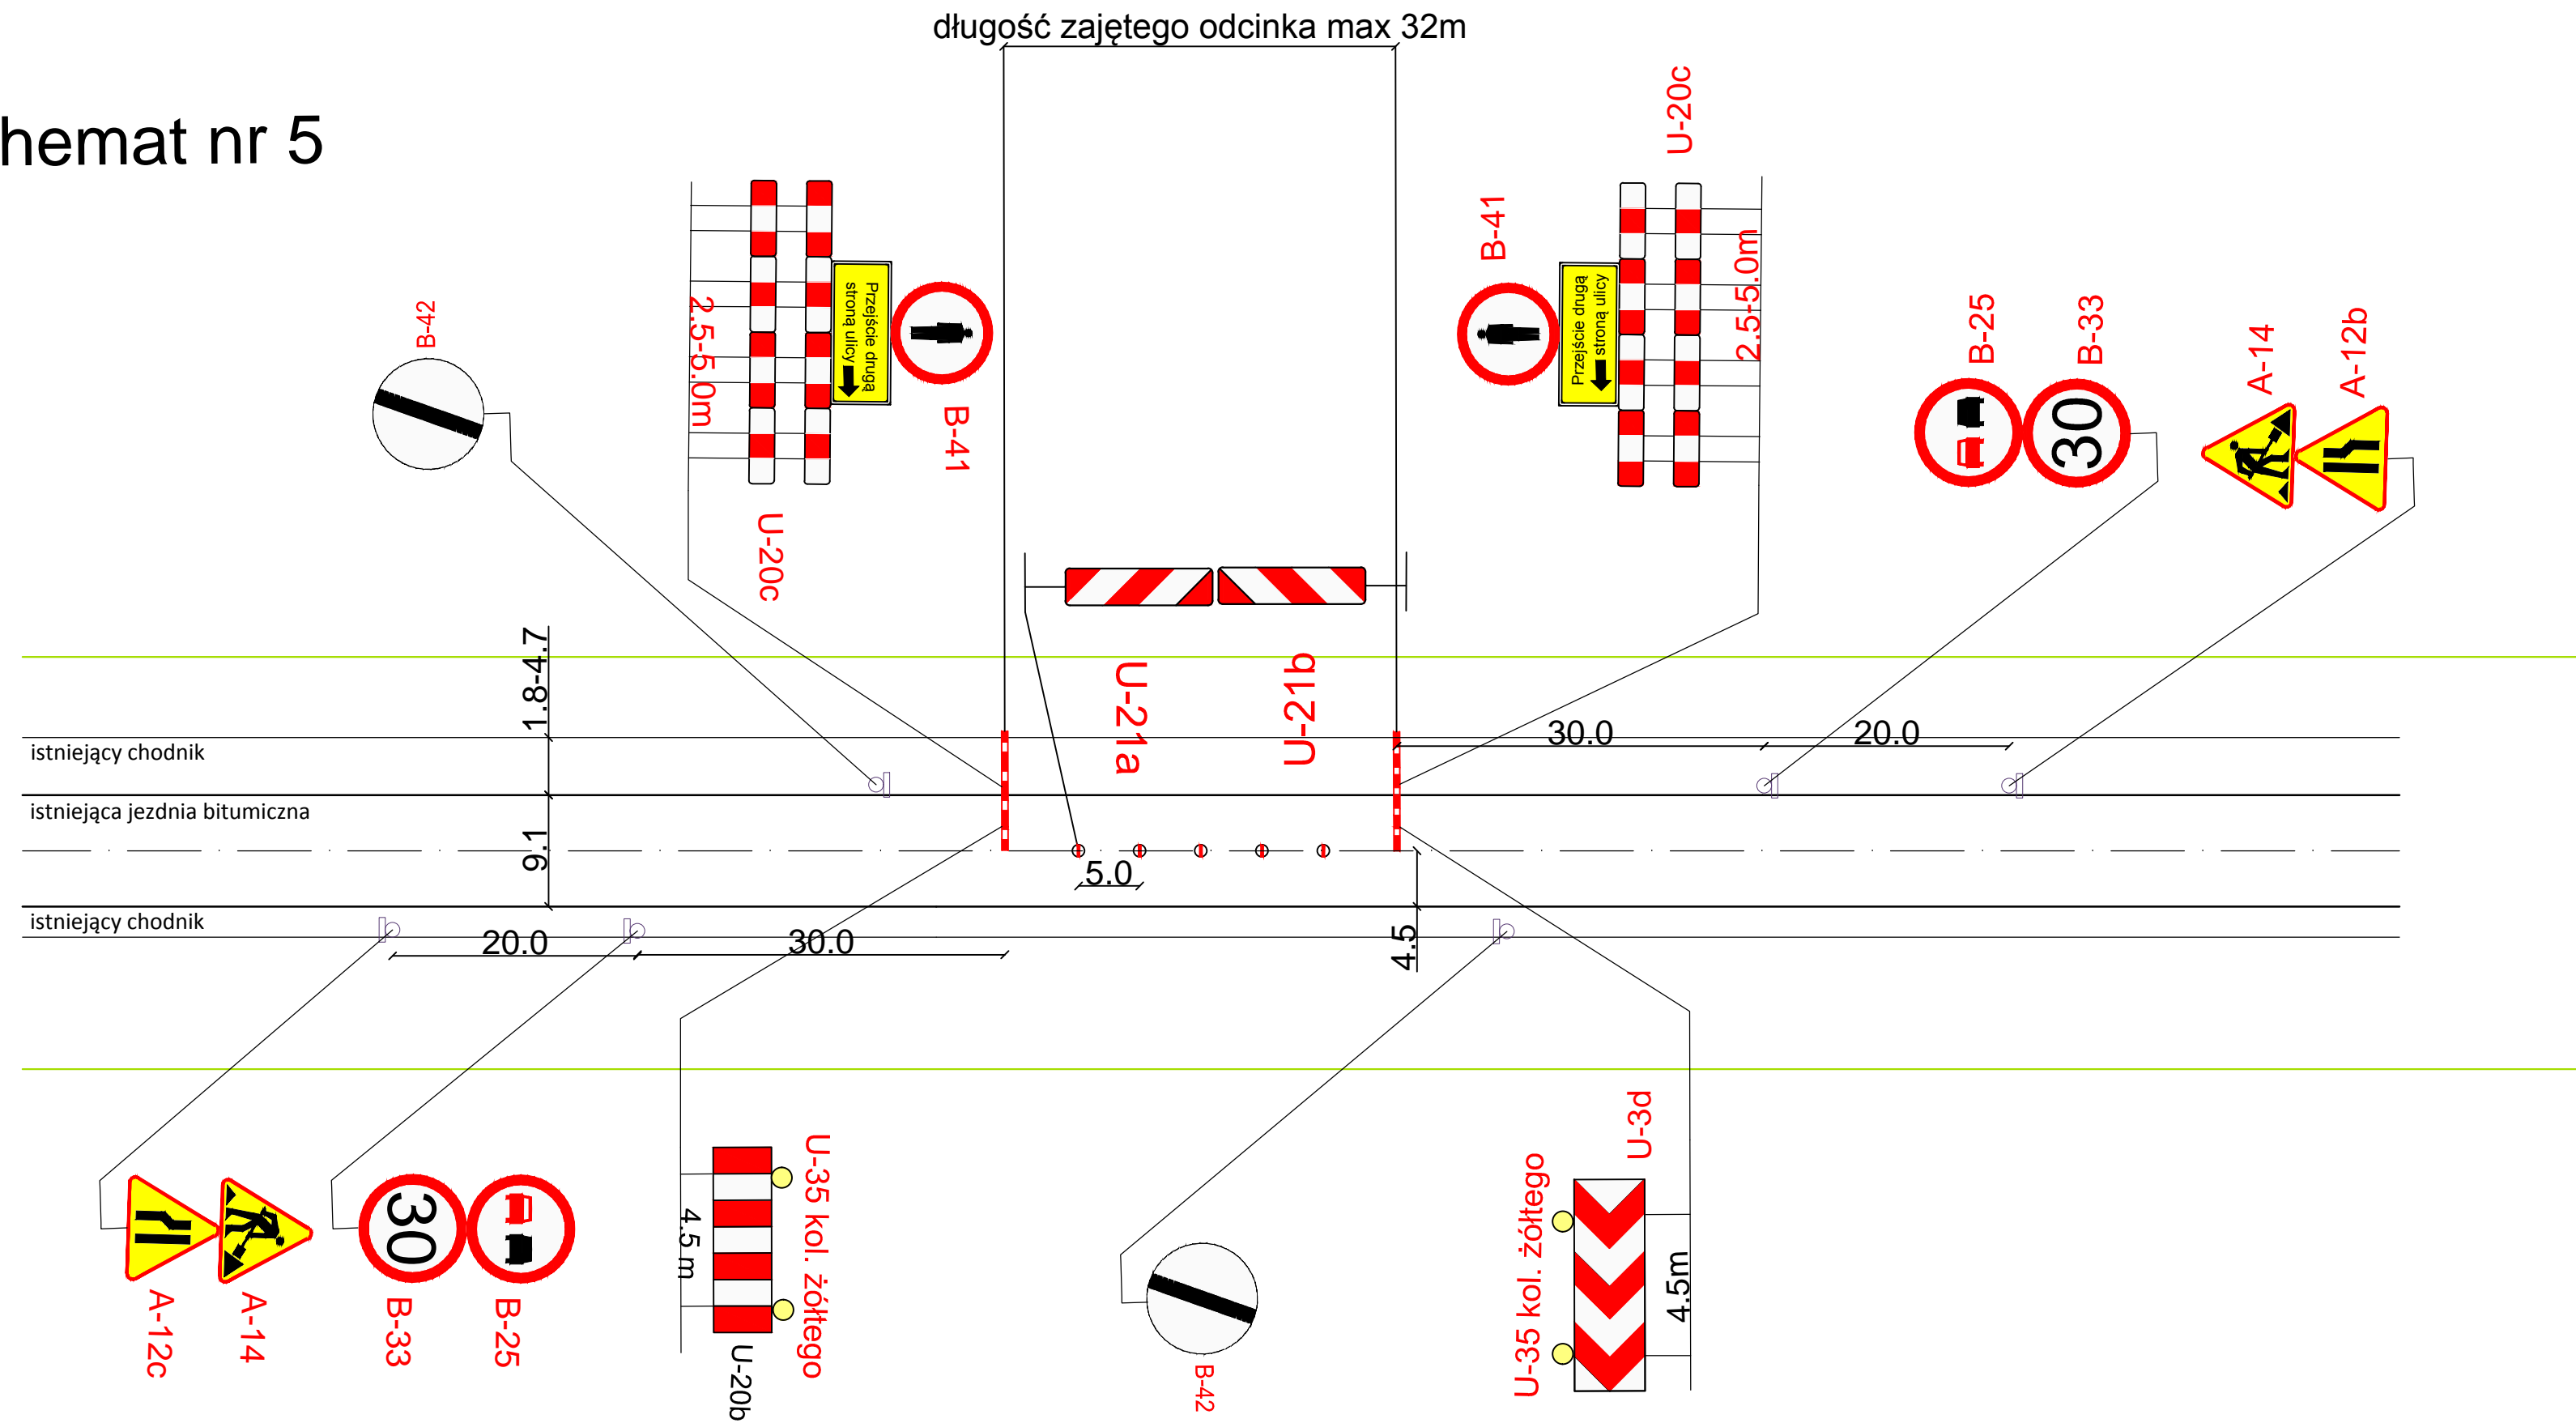 długość zajętego odcinka max 32m
hemat nr 5
U-20c
B-41
2.5-5.0m
Przejście drugą
stroną ulicy
B-42
2.5-5.0m
Przejście drugą
stroną ulicy
B-41
U-20c
B-25
B-33
30
A-14
A-12b
U-21a
U-21b
1.8-4.7
30.0
20.0
istniejący chodnik
istniejąca jezdnia bitumiczna
9.1
5.0
istniejący chodnik
20.0
30.0
4.5
A-12c
A-14
30
B-33
B-25
4.5 m
U-35 kol. żółtego
U-20b
B-42
U-35 kol. żółtego
U-3d
4.5m